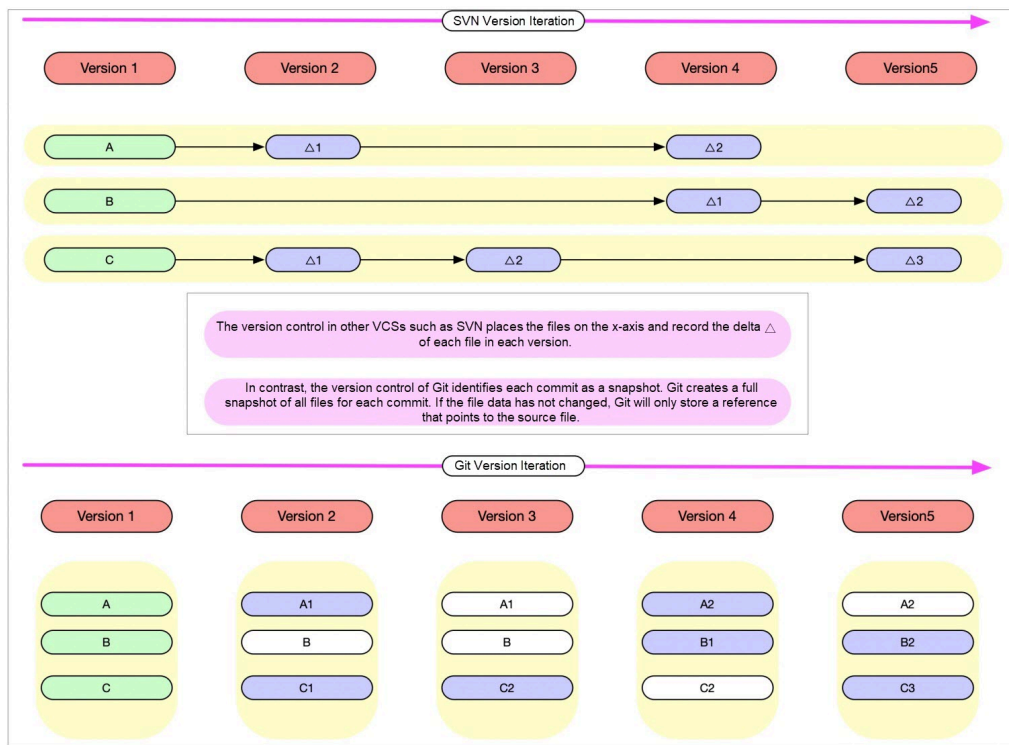 SVN Version Iteration
Version 1 Version 2 Version 3 Version 4 Version5
A △1 △2
B △1 △2
C △1 △2 △3
The version control in other VCSs such as SVN places the files on the x-axis and record the delta △
of each file in each version.
In contrast, the version control of Git identifies each commit as a snapshot. Git creates a full
snapshot of all files for each commit. If the file data has not changed, Git will only store a reference
that points to the source file.
Git Version Iteration
Version 1 Version 2 Version 3 Version 4 Version5
A A1 A1 A2 A2
B B B B1 B2
C C1 C2 C2 C3